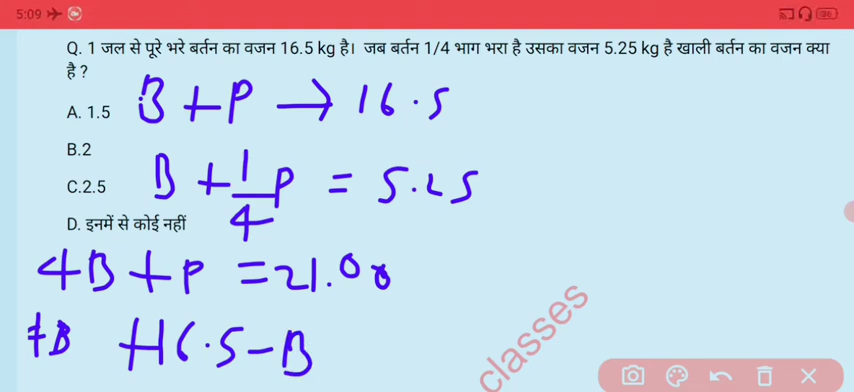 5:09
Q. 1 जल से पूरे भरे बर्तन का वजन 16.5 kg है। जब बर्तन 1/4 भाग भरा है उसका वजन 5.25 kg है खाली बर्तन का वजन क्या
है ?
A. 1.5
B + P → 16.5
B.2
B + 1/4 P = 5.25
C.2.5
D. इनमें से कोई नहीं
4B + P = 21.00
+16.5 - B
classes